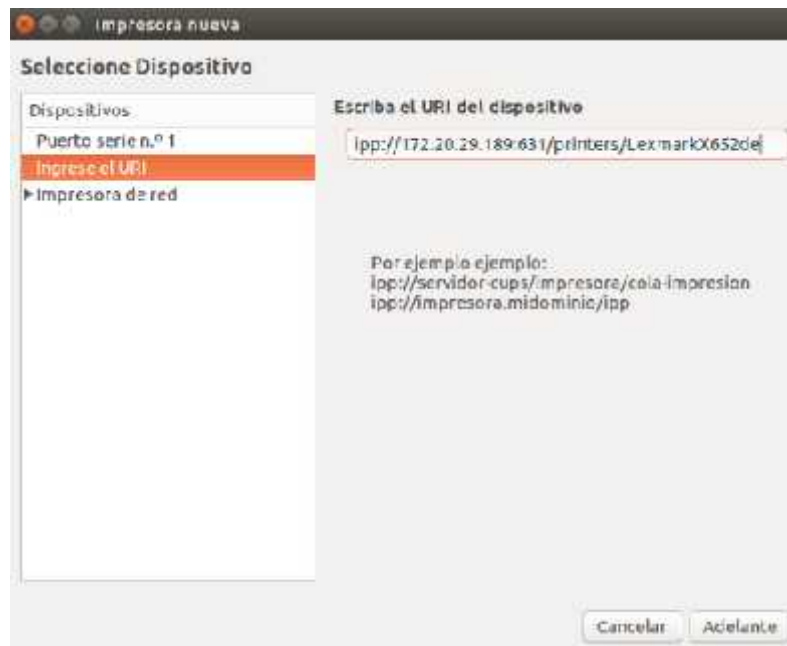 Impresora nueva
Seleccione Dispositivo
Dispositivos
Puerto serie n.º 1
Ingrese el URI
Impresora de red
Escriba el URI del dispositivo
ipp://172.20.29.189:631/printers/LexmarkX652de
Por ejemplo ejemplo:
ipp://servidor-cups/impresora/cola-impresion
ipp://impresora.midominio/ipp
Cancelar
Adelante